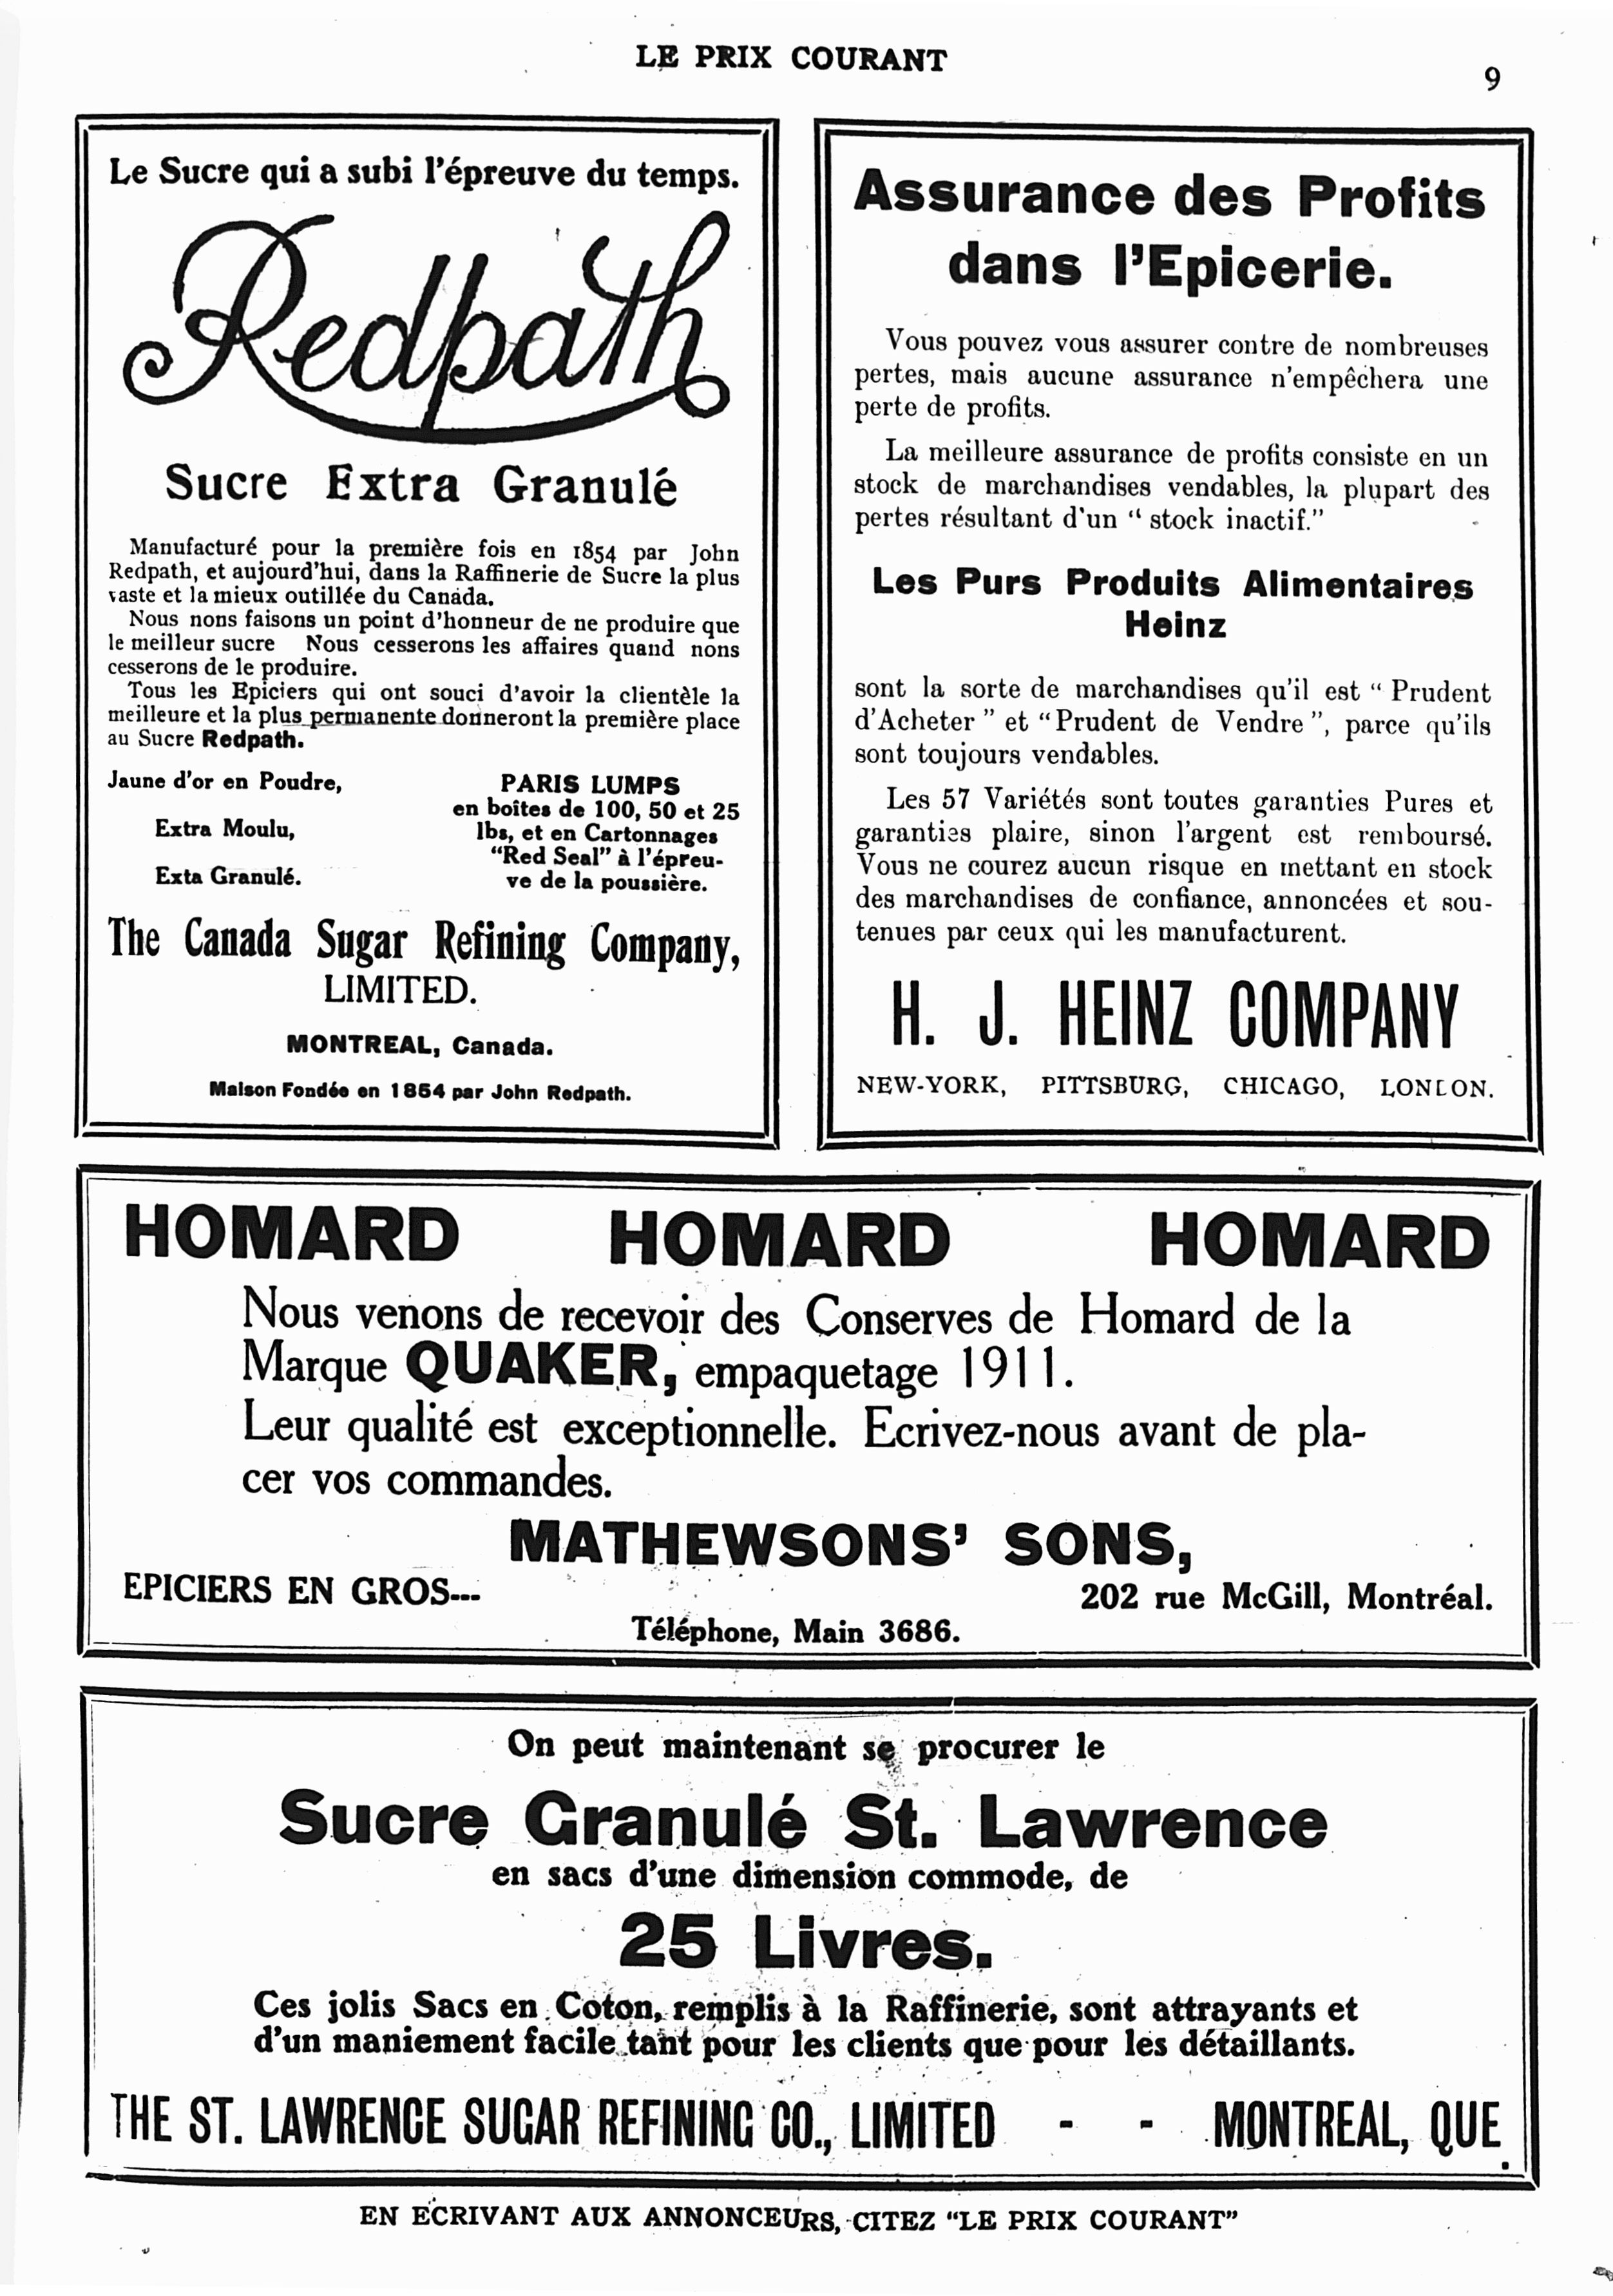 LE PRIX COURANT
9
Le Sucre qui a subi l'épreuve du temps.
Redpath
Sucre Extra Granulé
Manufacturé pour la première fois en 1854 par John
Redpath, et aujourd'hui, dans la Raffinerie de Sucre la plus
vaste et la mieux outillée du Canada.
Nous nons faisons un point d'honneur de ne produire que
le meilleur sucre Nous cesserons les affaires quand nons
cesserons de le produire.
Tous les Epiciers qui ont souci d'avoir la clientèle la
meilleure et la plus permanente donneront la première place
au Sucre Redpath.
Jaune d'or en Poudre,
Extra Moulu,
Exta Granulé.
PARIS LUMPS
en boîtes de 100, 50 et 25
lbs, et en Cartonnages
"Red Seal" à l'épreu-
ve de la poussière.
The Canada Sugar Refining Company,
LIMITED.
MONTREAL, Canada.
Maison Fondée en 1854 par John Redpath.
Assurance des Profits
dans l'Epicerie.
Vous pouvez vous assurer contre de nombreuses
pertes, mais aucune assurance n'empêchera une
perte de profits.
La meilleure assurance de profits consiste en un
stock de marchandises vendables, la plupart des
pertes résultant d'un " stock inactif."
Les Purs Produits Alimentaires
Heinz
sont la sorte de marchandises qu'il est " Prudent
d'Acheter " et "Prudent de Vendre ", parce qu'ils
sont toujours vendables.
Les 57 Variétés sont toutes garanties Pures et
garanties plaire, sinon l'argent est remboursé.
Vous ne courez aucun risque en mettant en stock
des marchandises de confiance, annoncées et sou-
tenues par ceux qui les manufacturent.
H. J. HEINZ COMPANY
NEW-YORK, PITTSBURG, CHICAGO, LONDON.
HOMARD HOMARD HOMARD
Nous venons de recevoir des Conserves de Homard de la
Marque QUAKER, empaquetage 1911.
Leur qualité est exceptionnelle. Ecrivez-nous avant de pla-
cer vos commandes.
MATHEWSONS' SONS,
EPICIERS EN GROS---
202 rue McGill, Montréal.
Téléphone, Main 3686.
On peut maintenant se procurer le
Sucre Granulé St. Lawrence
en sacs d'une dimension commode, de
25 Livres.
Ces jolis Sacs en Coton, remplis à la Raffinerie, sont attrayants et
d'un maniement facile tant pour les clients que pour les détaillants.
THE ST. LAWRENCE SUGAR REFINING CO., LIMITED - - MONTREAL, QUE.
EN ECRIVANT AUX ANNONCEURS, CITEZ "LE PRIX COURANT"